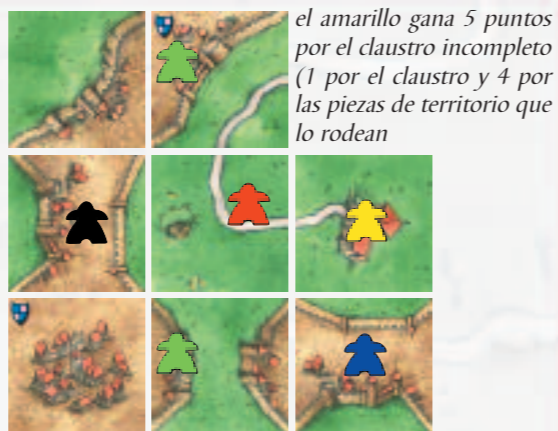 el amarillo gana 5 puntos
por el claustro incompleto
(1 por el claustro y 4 por
las piezas de territorio que
lo rodean